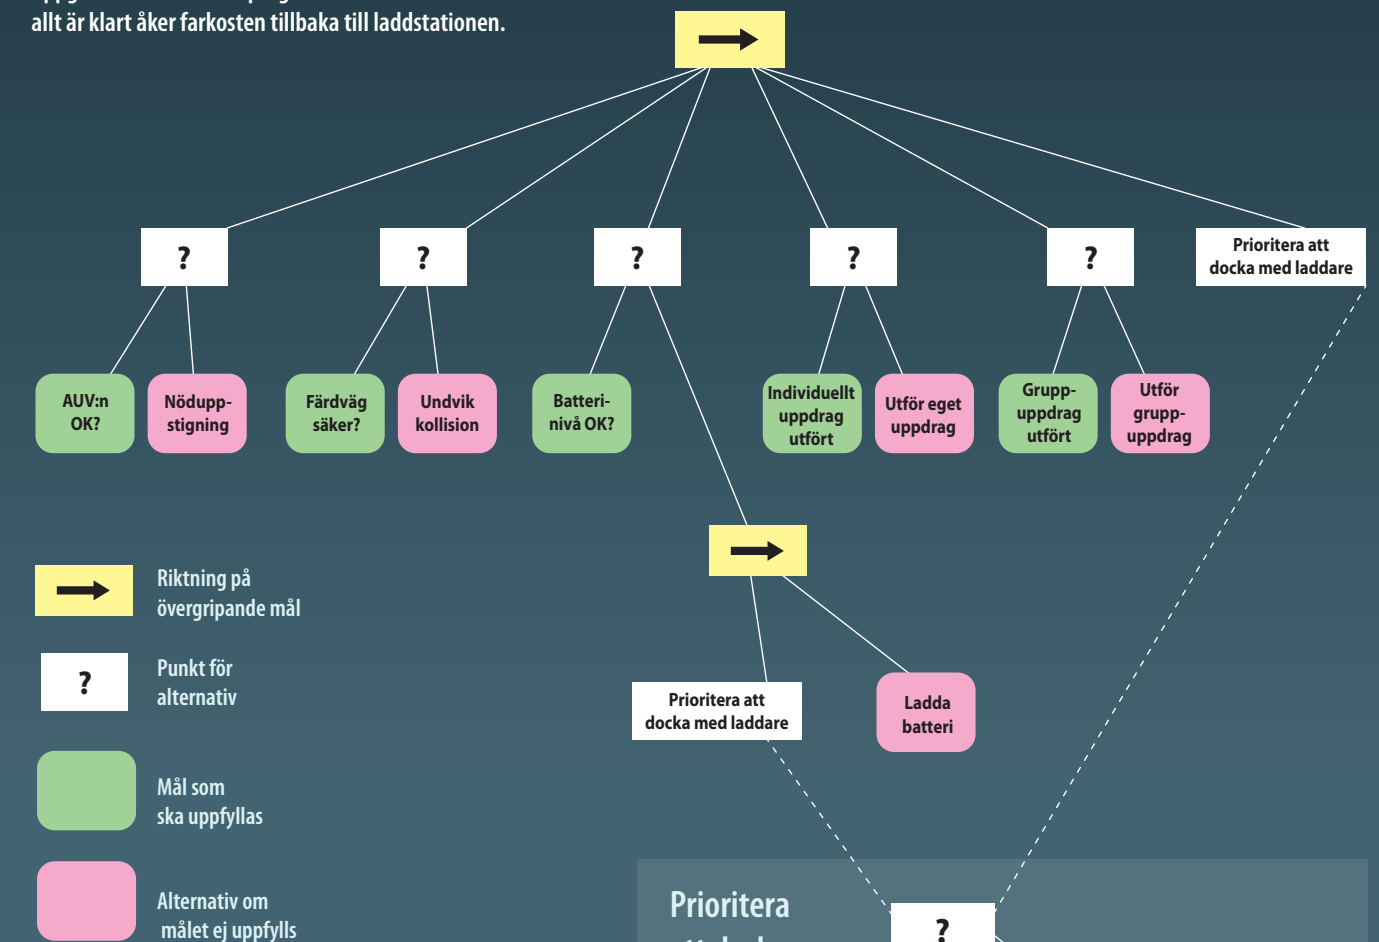 allt är klart åker farkosten tillbaka till laddstationen.
?
?
?
?
?
Prioritera att
docka med laddare
AUV:n
OK?
Nödupp-
stigning
Färdväg
säker?
Undvik
kollision
Batteri-
nivå OK?
Individuellt
uppdrag
utfört
Utför eget
uppdrag
Grupp-
uppdrag
utfört
Utför
grupp-
uppdrag
Riktning på
övergripande mål
?
Punkt för
alternativ
Prioritera att
docka med laddare
Ladda
batteri
Mål som
ska uppfyllas
Alternativ om
målet ej uppfylls
Prioritera
?